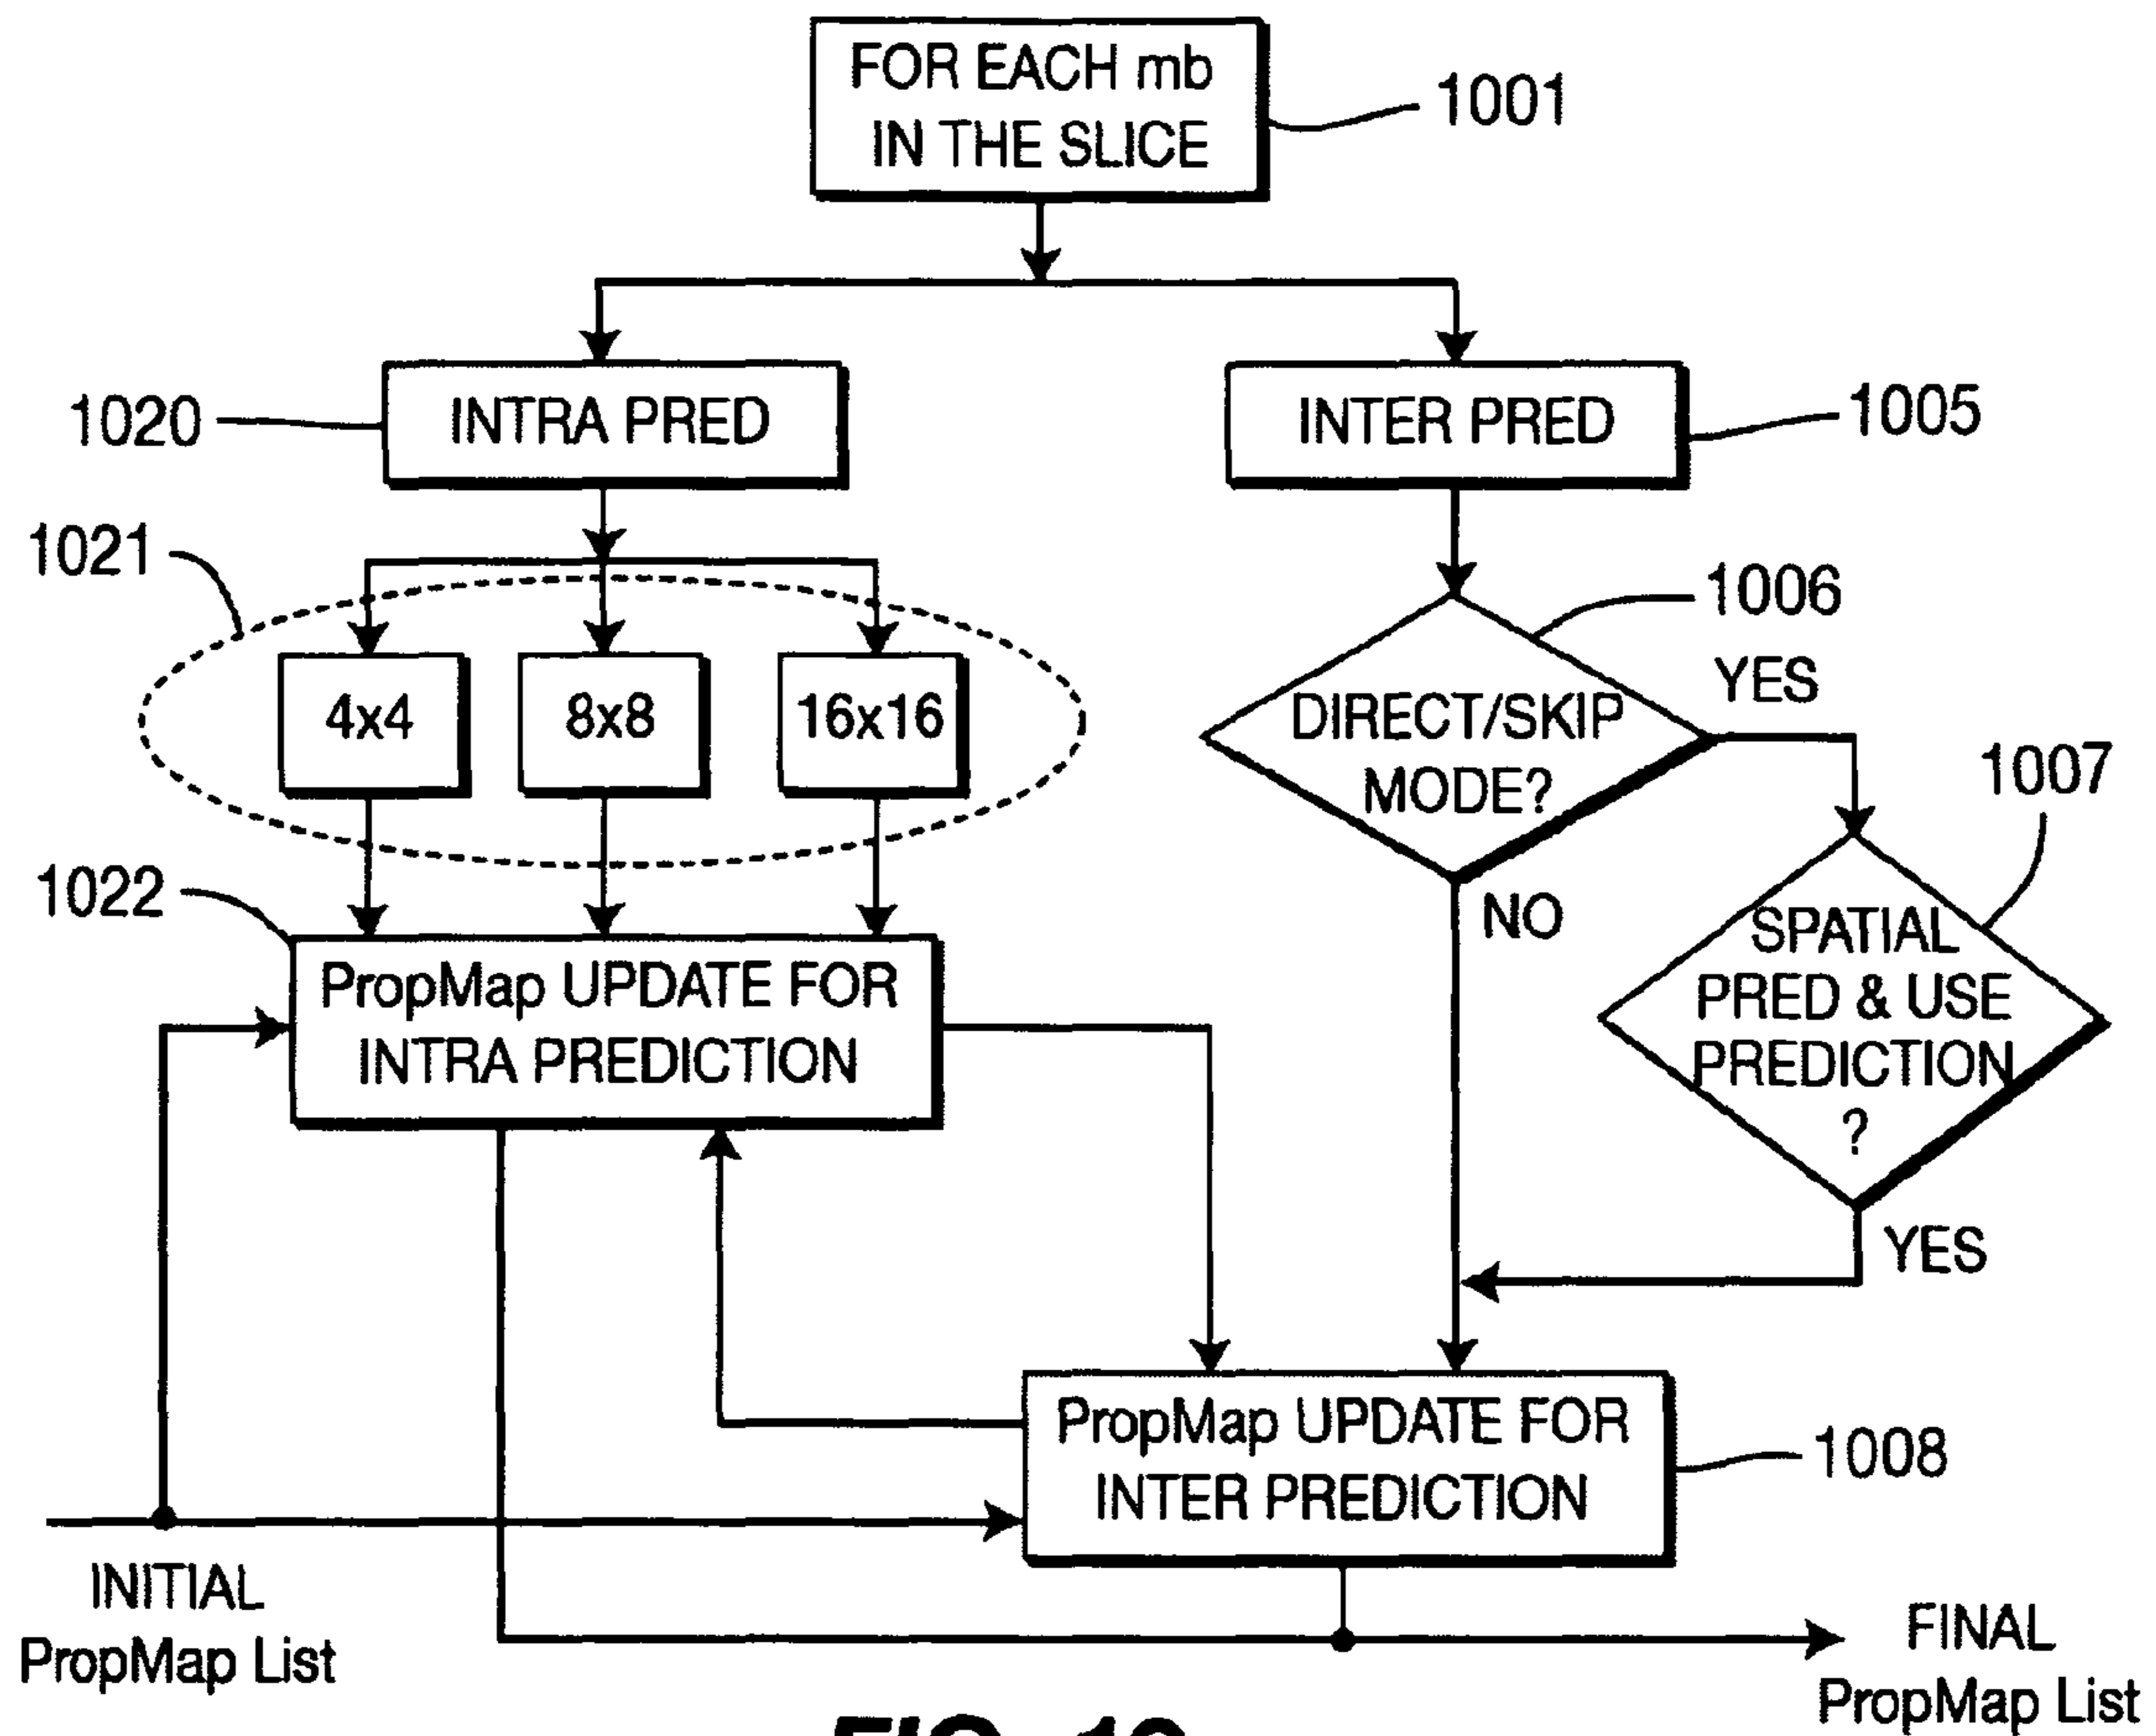 FOR EACH mb
IN THE SLICE
1001
1020
INTRA PRED
INTER PRED
1005
1021
1006
YES
4x4
8x8
16x16
DIRECT/SKIP
MODE?
1007
1022
NO
SPATIAL
PRED & USE
PREDICTION
?
PropMap UPDATE FOR
INTRA PREDICTION
YES
PropMap UPDATE FOR
INTER PREDICTION
1008
INITIAL
PropMap List
FINAL
PropMap List